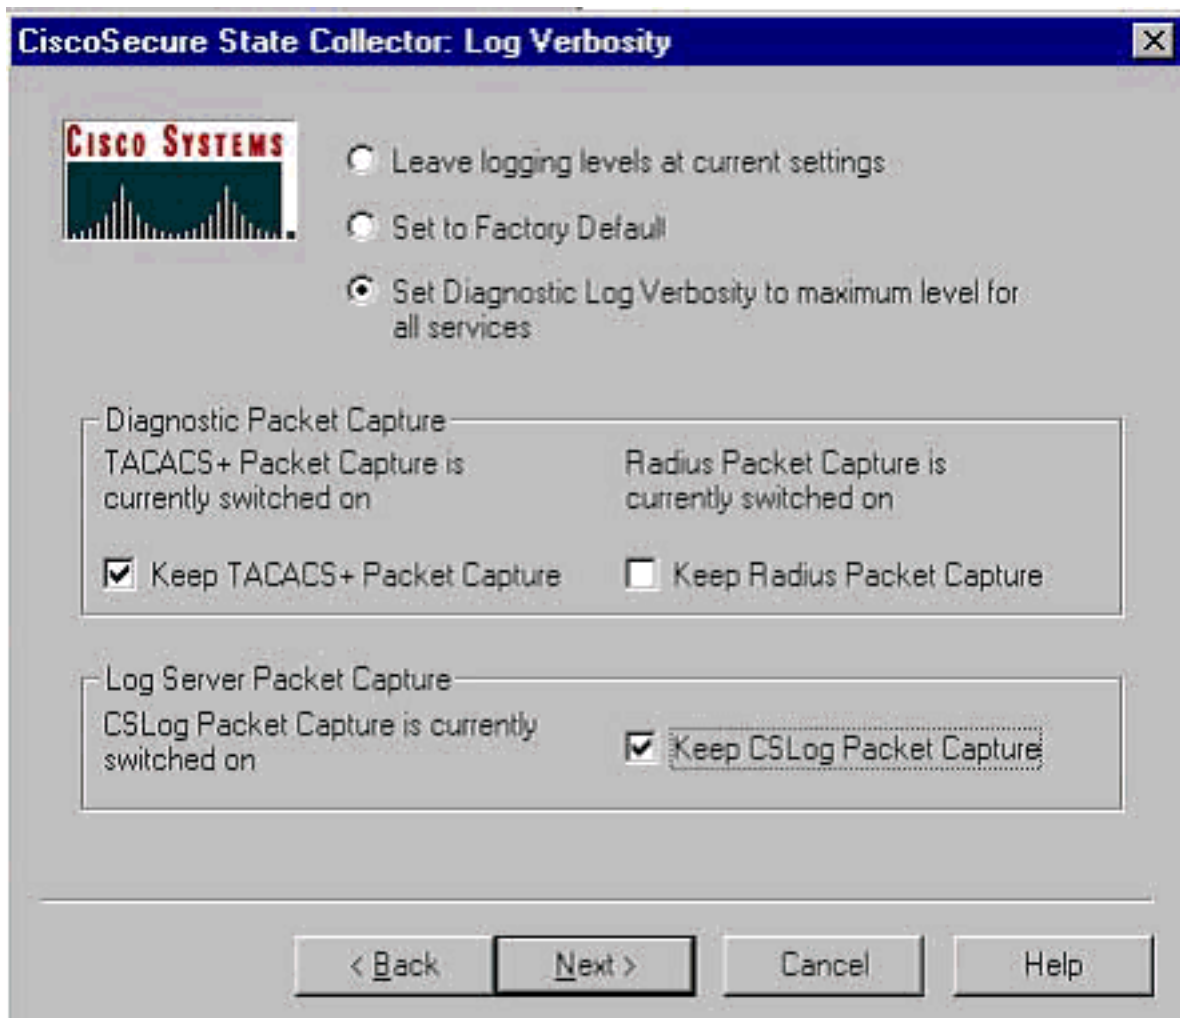 CiscoSecure State Collector: Log Verbosity
CISCO SYSTEMS
Leave logging levels at current settings
Set to Factory Default
Set Diagnostic Log Verbosity to maximum level for
all services
Diagnostic Packet Capture
TACACS+ Packet Capture is
currently switched on
Radius Packet Capture is
currently switched on
Keep TACACS+ Packet Capture
Keep Radius Packet Capture
Log Server Packet Capture
CSLog Packet Capture is currently
switched on
Keep CSLog Packet Capture
< Back
Next >
Cancel
Help